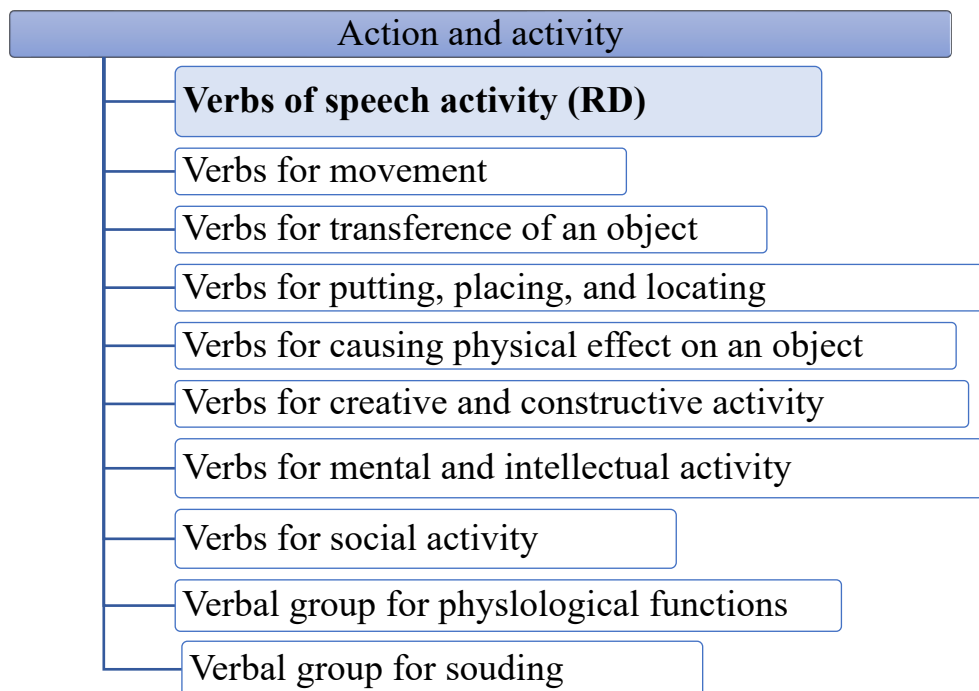 Action and activity
Verbs of speech activity (RD)
Verbs for movement
Verbs for transference of an object
Verbs for putting, placing, and locating
Verbs for causing physical effect on an object
Verbs for creative and constructive activity
Verbs for mental and intellectual activity
Verbs for social activity
Verbal group for physlological functions
Verbal group for souding